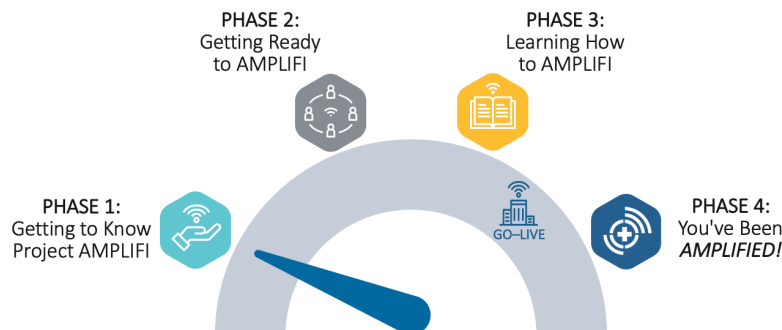 PHASE 1:
Getting to Know
Project AMPLIFI
PHASE 2:
Getting Ready
to AMPLIFI
PHASE 3:
Learning How
to AMPLIFI
GO–LIVE
PHASE 4:
You've Been
AMPLIFIED!